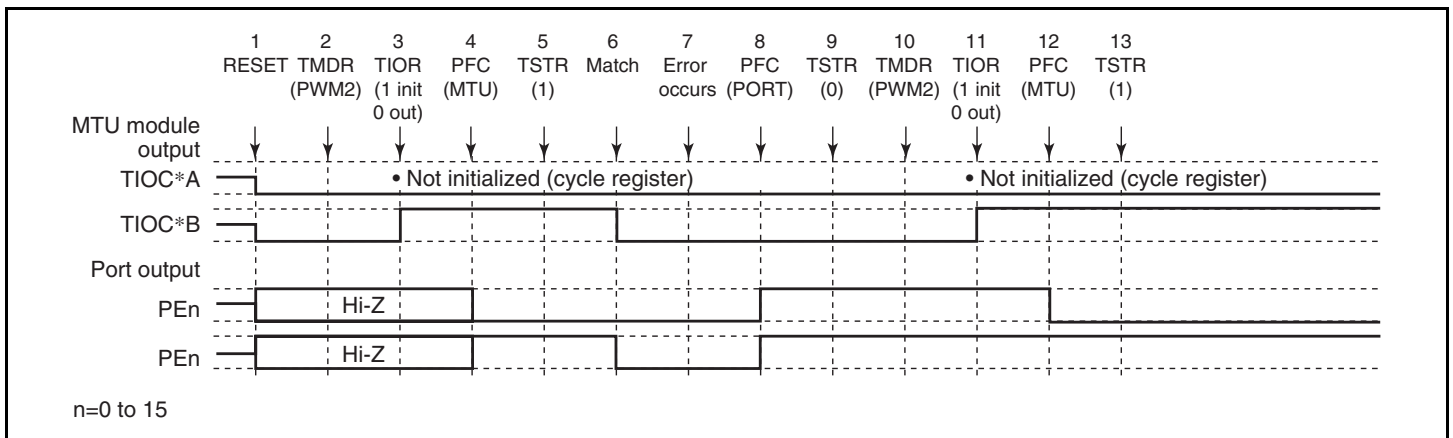 1 2 3 4 5 6 7 8 9 10 11 12 13
RESET TMDR TIOR PFC TSTR Match Error PFC TSTR TMDR TIOR PFC TSTR
(PWM2) (1 init (MTU) (1) occurs (PORT) (0) (PWM2) (1 init (MTU) (1)
0 out) 0 out)
MTU module
output
TIOC*A • Not initialized (cycle register) • Not initialized (cycle register)
TIOC*B
Port output
PEn Hi-Z
PEn Hi-Z
n=0 to 15